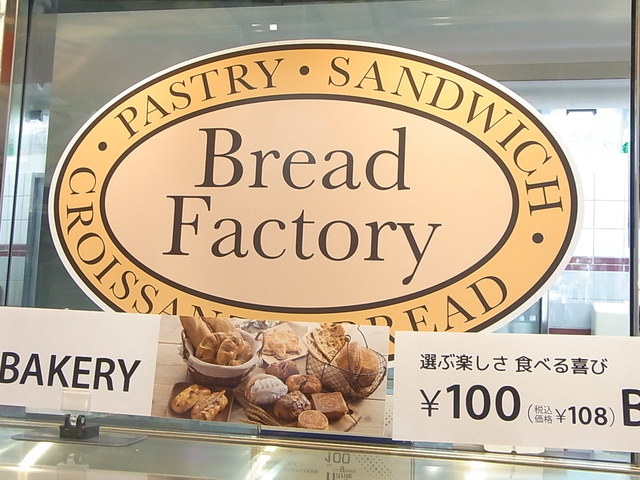 PASTRY • SANDWICH •
Bread
Factory
• CROISSANT BREAD
BAKERY
選ぶ楽しさ 食べる喜び
¥100 (税込価格 ¥108)
B
100